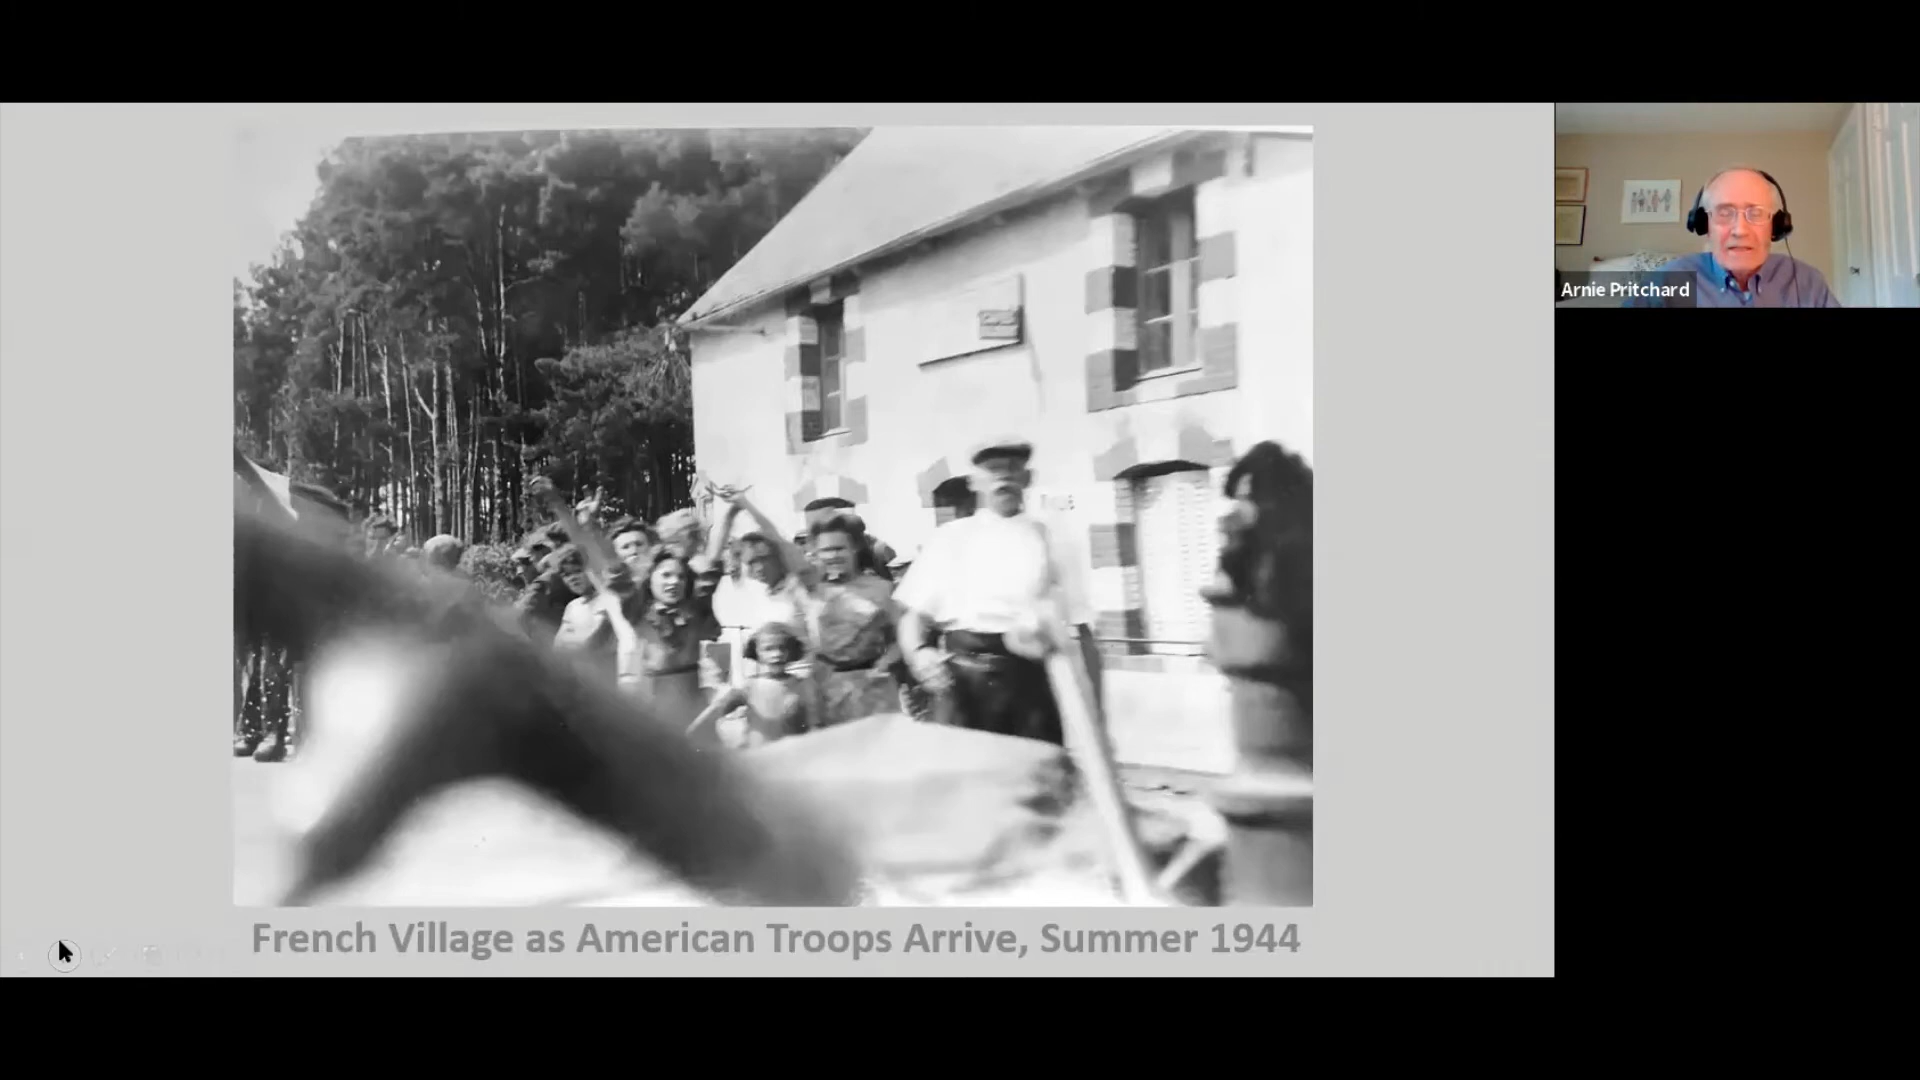 Arnie Pritchard
French Village as American Troops Arrive, Summer 1944